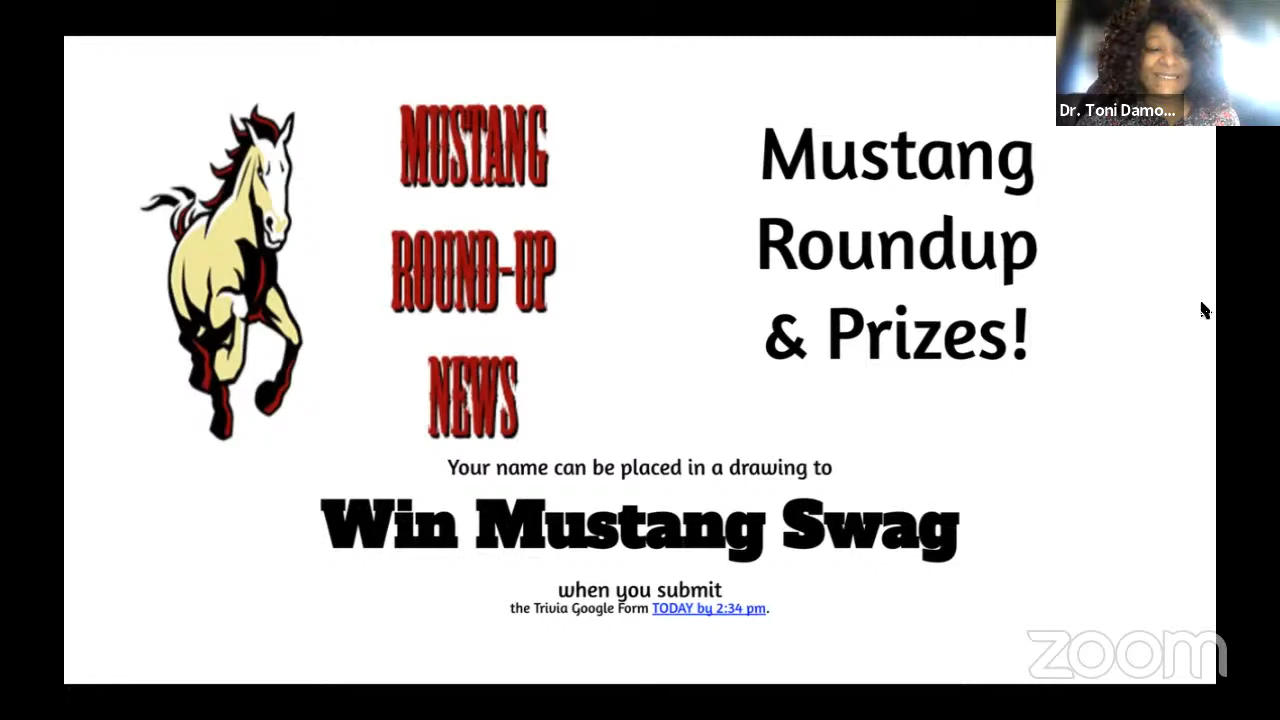 Dr. Toni Damo...
MUSTANG
ROUND-UP
NEWS
Mustang
Roundup
& Prizes!
Your name can be placed in a drawing to
Win Mustang Swag
when you submit
the Trivia Google Form TODAY by 2:34 pm.
zoom